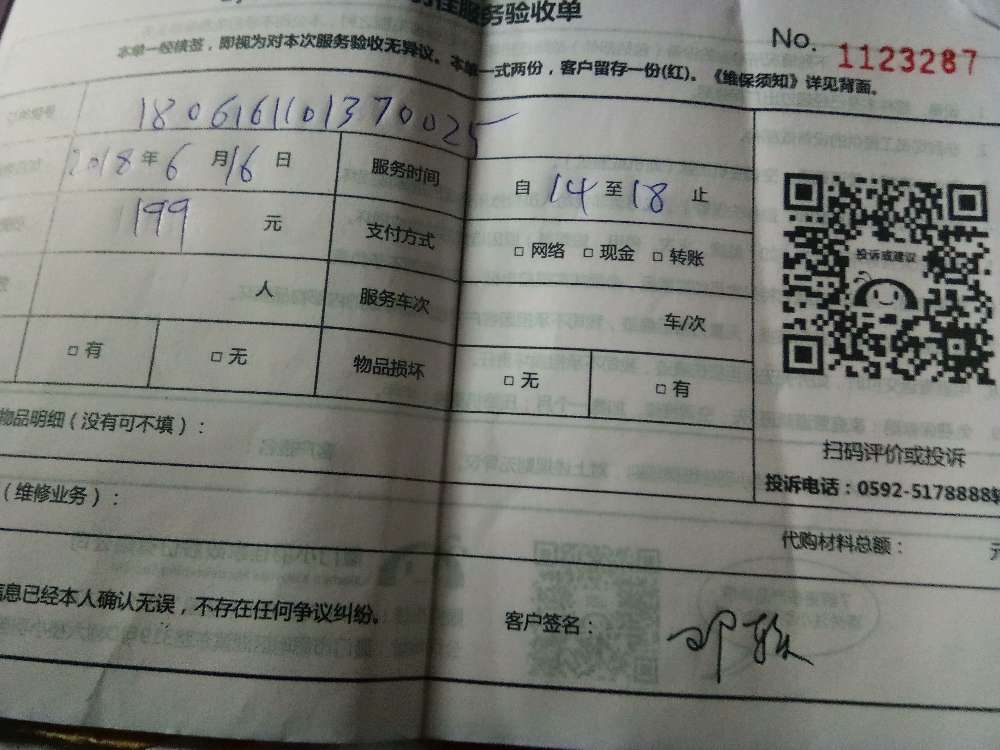 服务验收单
No. 1123287
本单一经核签，即视为对本次服务验收无异议。本单一式两份，客户留存一份(红)。《维保须知》详见背面。
1806161101370025
2018年6月16日 服务时间 自14至18止
199 元 支付方式 □ 网络 □ 现金 □ 转账
人 服务车次 车/次
□ 有 □ 无 物品损坏 □ 无 □ 有
投诉或建议
扫码评价或投诉
投诉电话：0592-5178888
物品明细（没有可不填）：
（维修业务）：
代购材料总额： 元
信息已经本人确认无误，不存在任何争议纠纷。
客户签名：